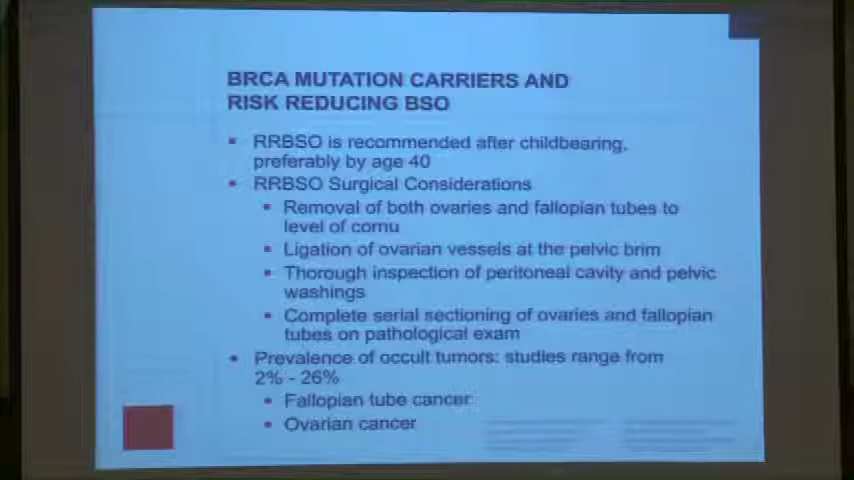 BRCA MUTATION CARRIERS AND
RISK REDUCING BSO
RRBSO is recommended after childbearing,
preferably by age 40
RRBSO Surgical Considerations
Removal of both ovaries and fallopian tubes to
level of cornu
Ligation of ovarian vessels at the pelvic brim
Thorough inspection of peritoneal cavity and pelvic
washings
Complete serial sectioning of ovaries and fallopian
tubes on pathological exam
Prevalence of occult tumors: studies range from
2% - 26%
Fallopian tube cancer
Ovarian cancer